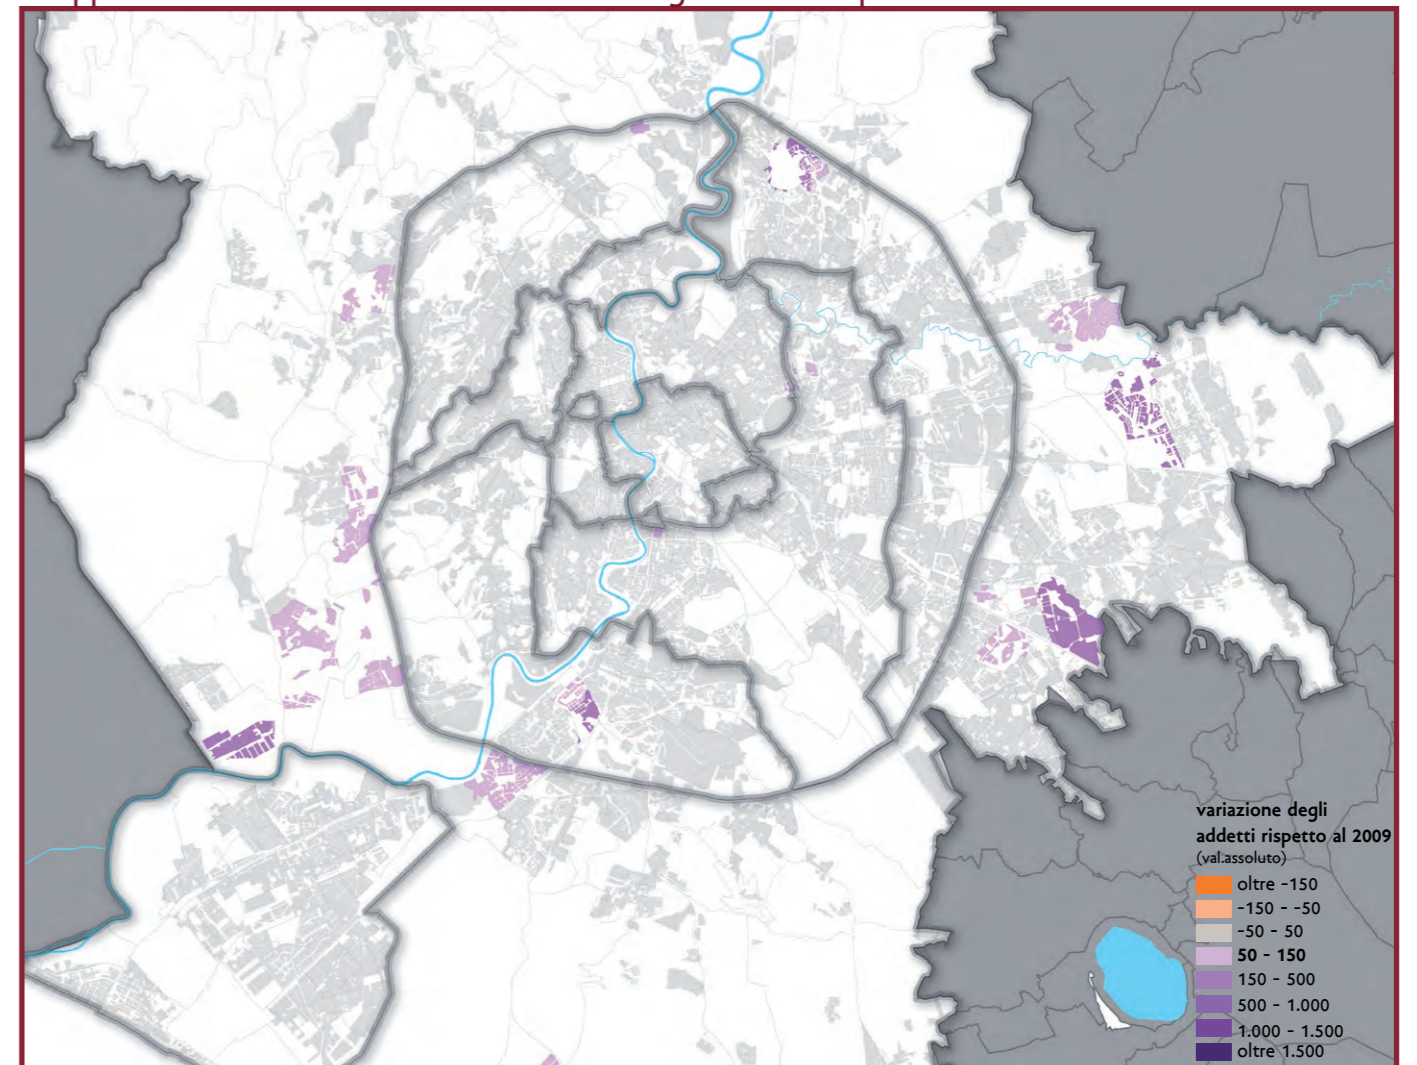 variazione degli
addetti rispetto al 2009
(val.assoluto)
oltre -150
-150 - -50
-50 - 50
50 - 150
150 - 500
500 - 1.000
1.000 - 1.500
oltre 1.500